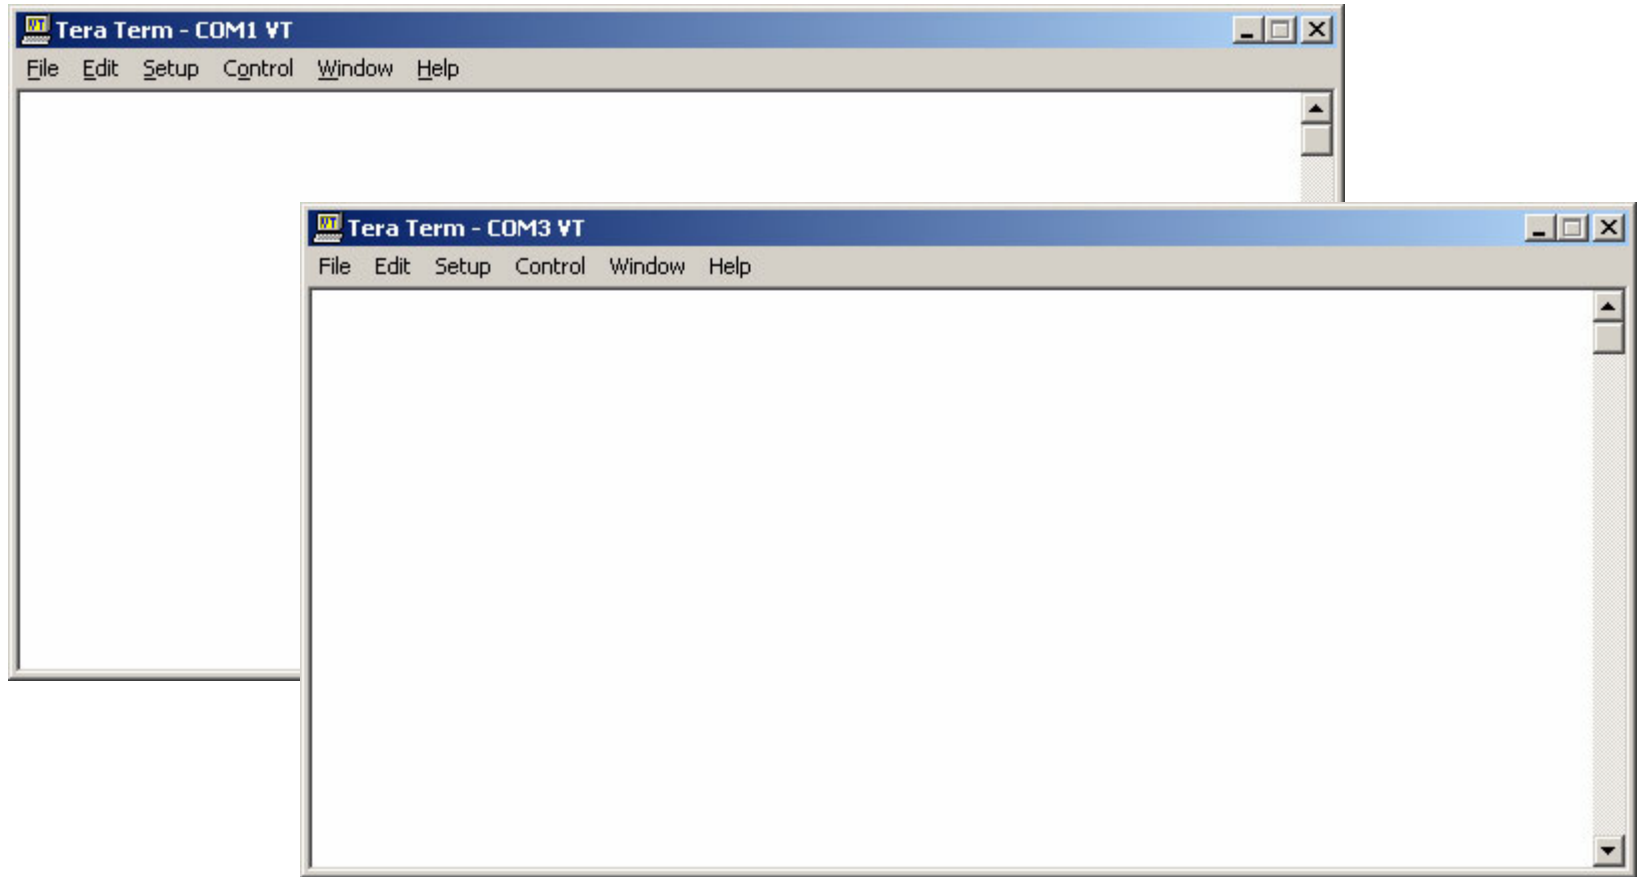 Tera Term - COM1 VT
File Edit Setup Control Window Help
Tera Term - COM3 VT
File Edit Setup Control Window Help